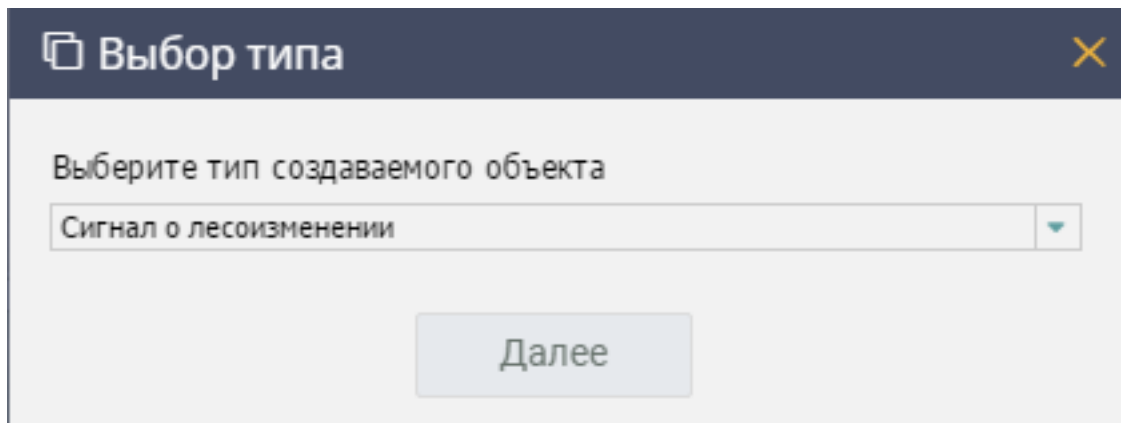 Выбор типа
Выберите тип создаваемого объекта
Сигнал о лесоизменении
Далее